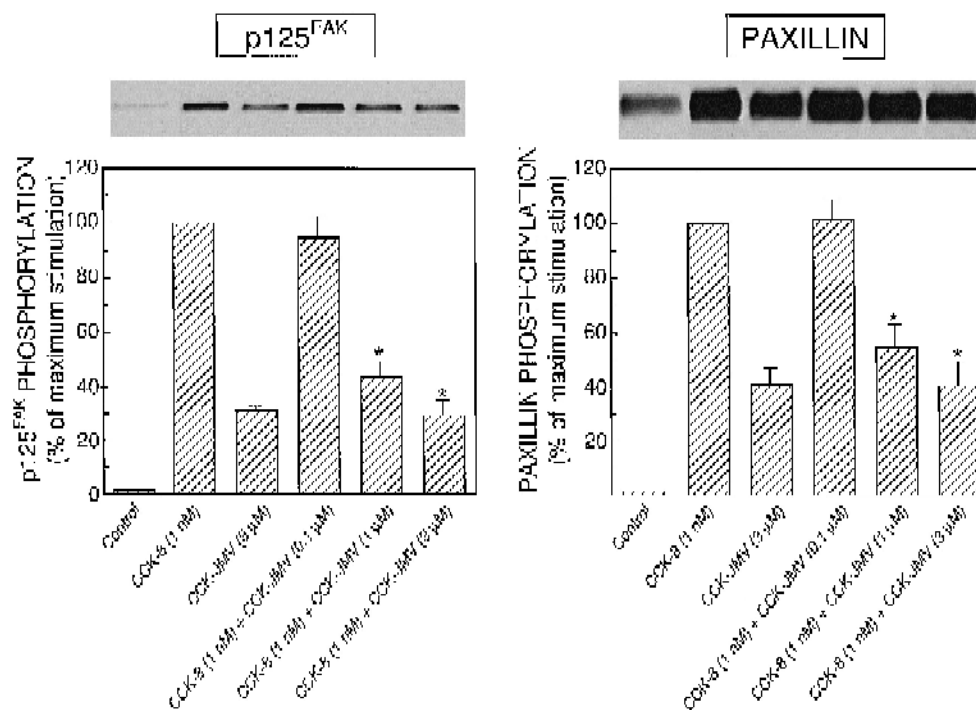 p125FAK
PAXILLIN
p125FAK PHOSPHORYLATION
(% of maximum stimulation)
120
100
80
60
40
20
0
*
*
Control
CCK-8 (1 nM)
CCK-JMV (3 µM)
CCK-8 (1 nM) + CCK-JMV (0.1 µM)
CCK-8 (1 nM) + CCK-JMV (1 µM)
CCK-8 (1 nM) + CCK-JMV (3 µM)
PAXILLIN PHOSPHORYLATION
(% of maximum stimulation)
120
100
80
60
40
20
*
*
Control
CCK-8 (1 nM)
CCK-JMV (3 µM)
CCK-8 (1 nM) + CCK-JMV (0.1 µM)
CCK-8 (1 nM) + CCK-JMV (1 µM)
CCK-8 (1 nM) + CCK-JMV (3 µM)